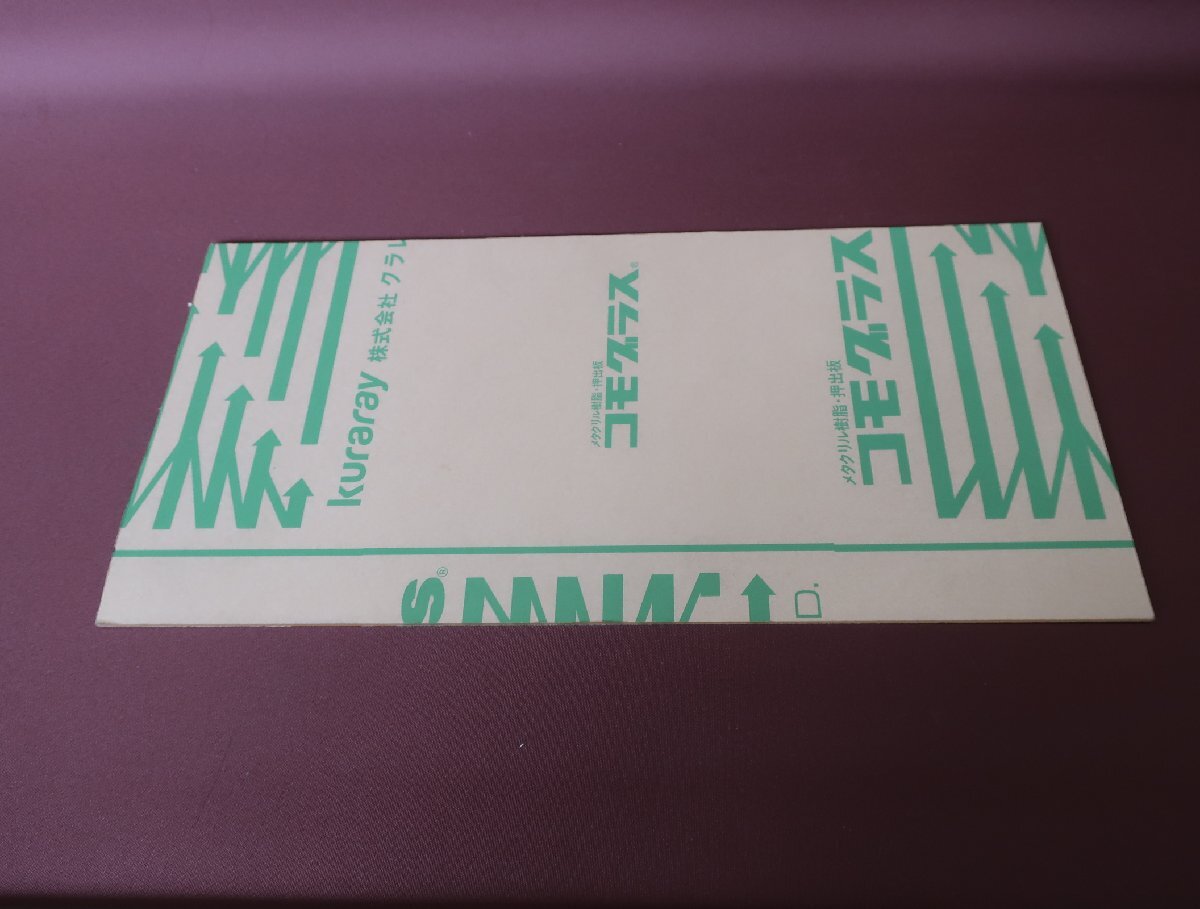 kuraray 株式会社 クラレ
メタクリル樹脂・押出板
コモグラス®
メタクリル樹脂・押出板
コモグラス
S®
D.